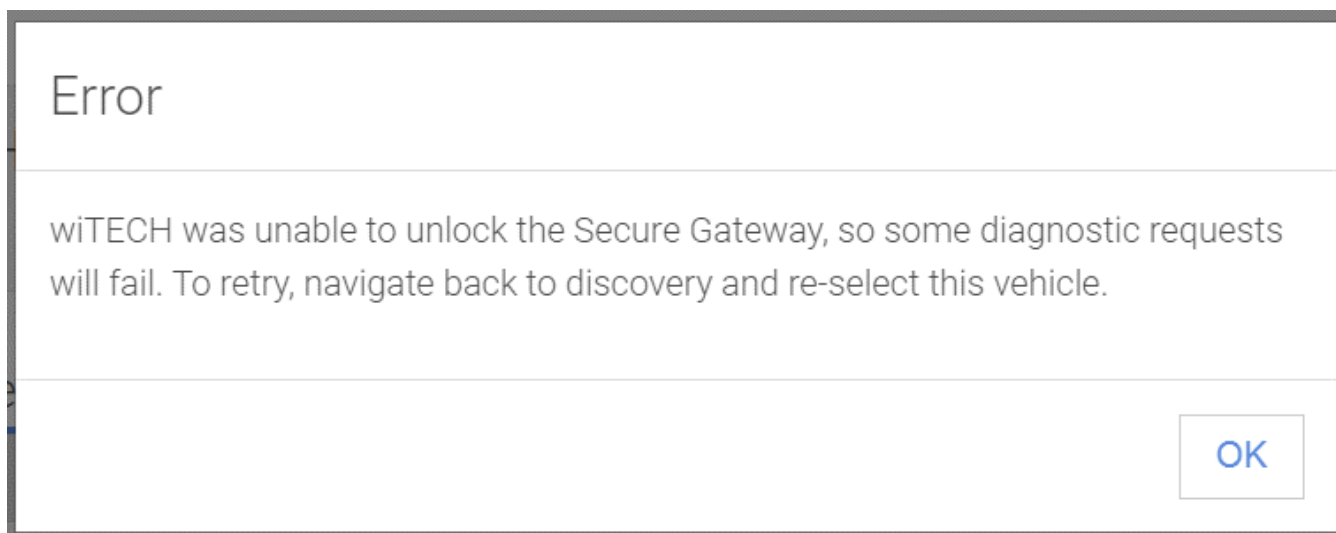 Error
wiTECH was unable to unlock the Secure Gateway, so some diagnostic requests
will fail. To retry, navigate back to discovery and re-select this vehicle.
OK